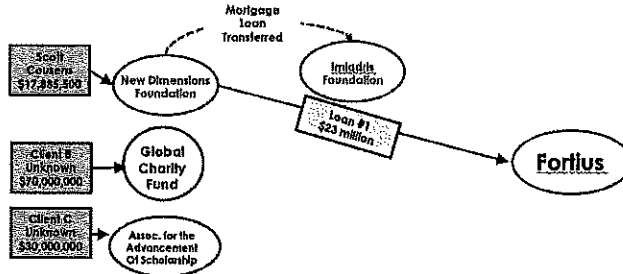 Mortgage
Loan
Transferred
Scott
Cousens
$17,885,500
New Dimensions
Foundation
Imladris
Foundation
Loan #1
$23 million
Fortius
Client B
Unknown
$70,000,000
Global
Charity
Fund
Client C
Unknown
$30,000,000
Assoc. for the
Advancement
Of Scholarship